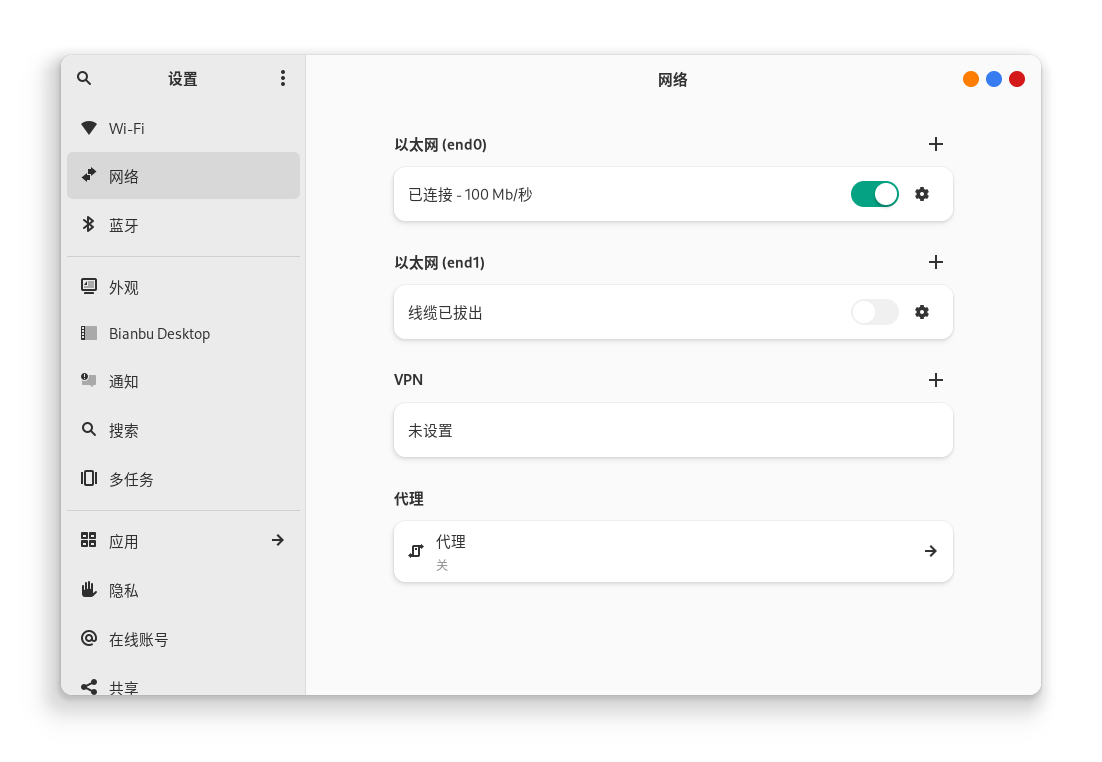 设置
Wi-Fi
网络
蓝牙
外观
Bianbu Desktop
通知
搜索
多任务
应用
隐私
在线账号
共享
网络
以太网 (end0)
已连接 - 100 Mb/秒
以太网 (end1)
线缆已拔出
VPN
未设置
代理
代理
关